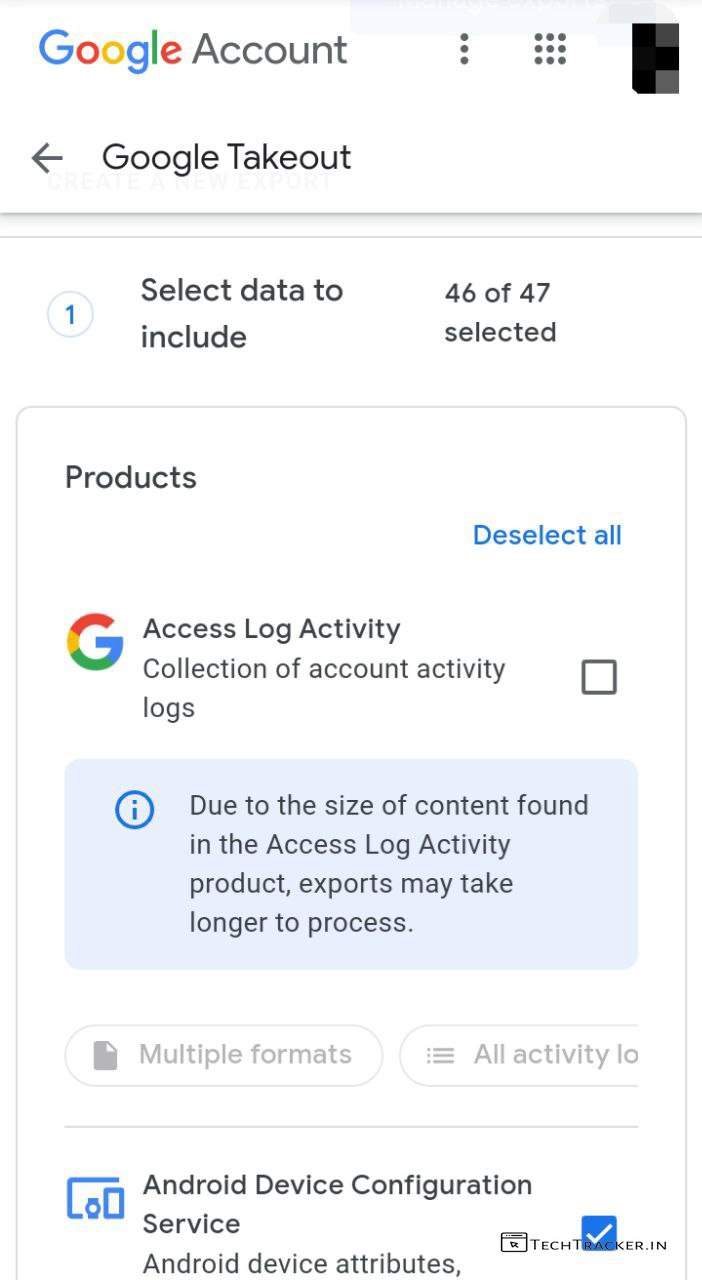 Manage exports
Google Account
Google Takeout
CREATE A NEW EXPORT
1
Select data to
include
46 of 47
selected
Products
Deselect all
Access Log Activity
Collection of account activity
logs
Due to the size of content found
in the Access Log Activity
product, exports may take
longer to process.
Multiple formats
All activity lo
Android Device Configuration
Service
Android device attributes,
TECHTRACKER.IN